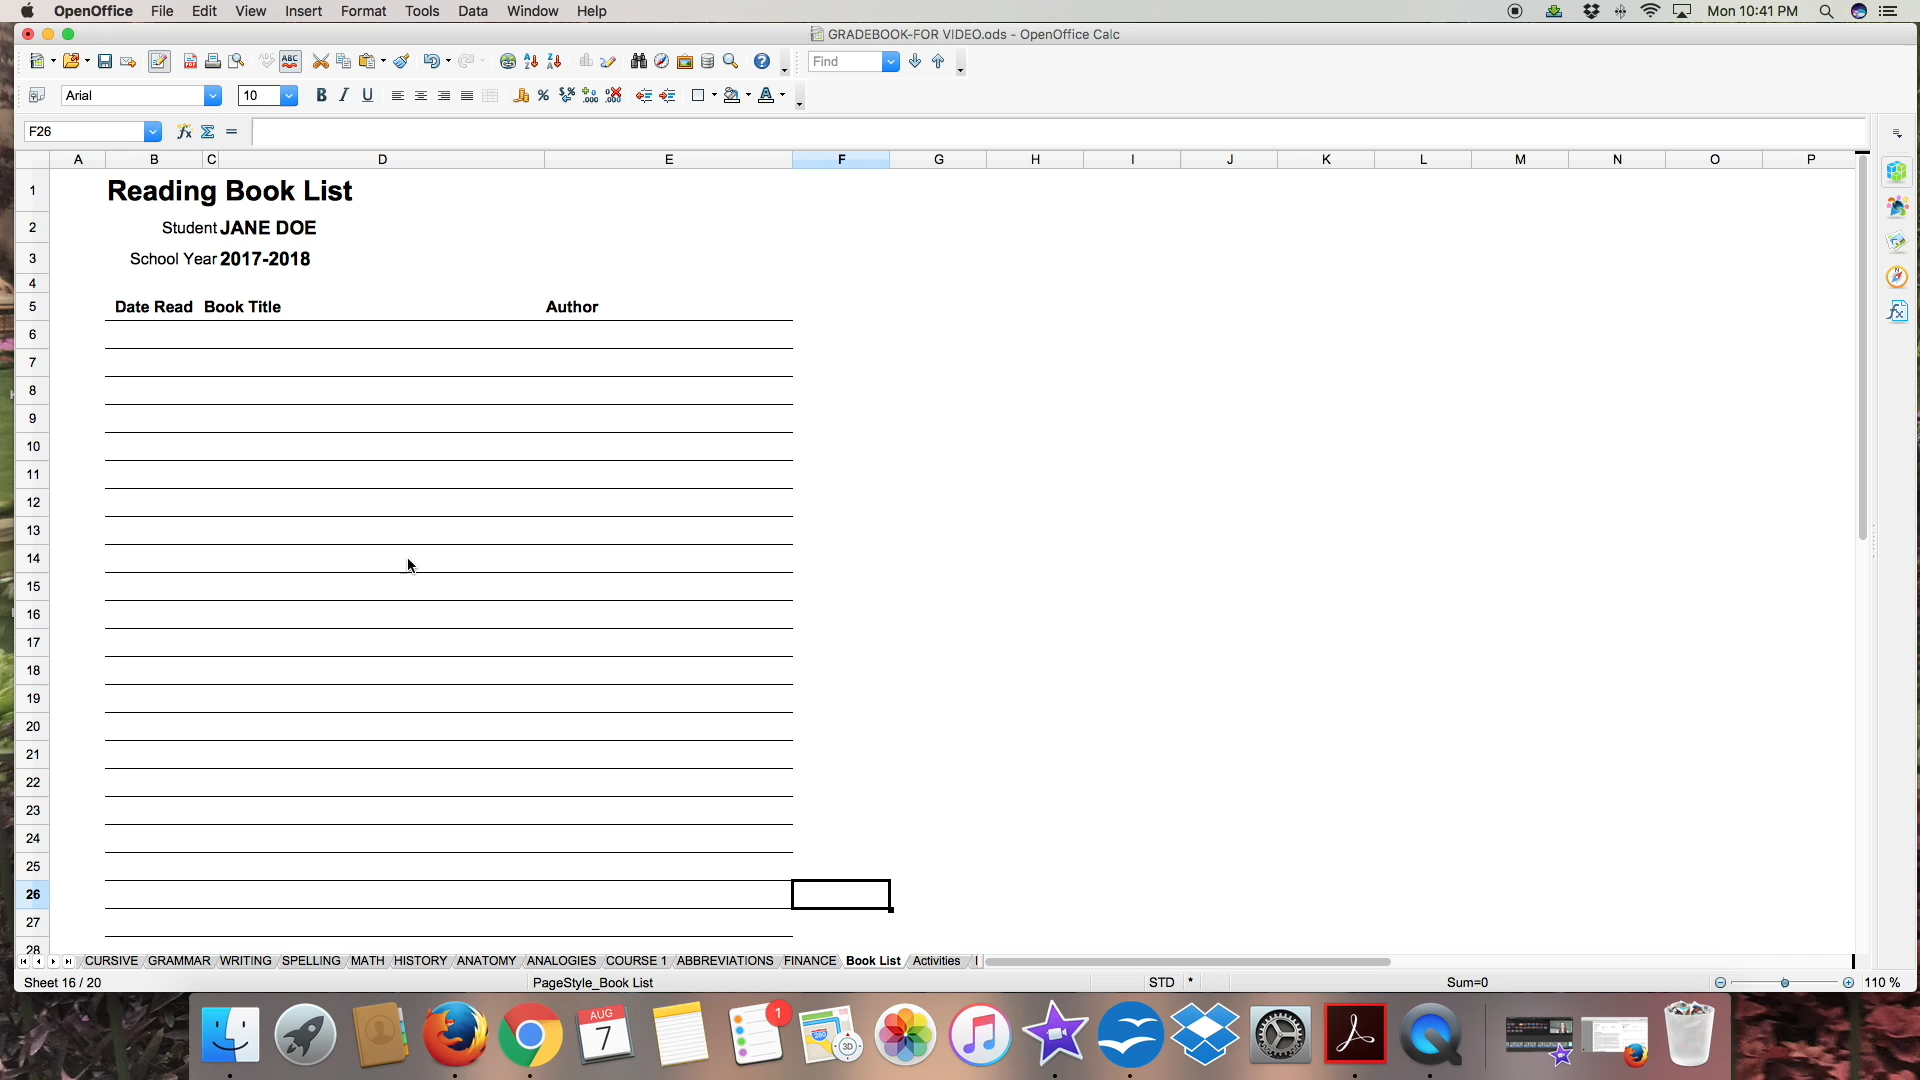 OpenOffice File Edit View Insert Format Tools Data Window Help Mon 10:41 PM
GRADEBOOK-FOR VIDEO.ods - OpenOffice Calc
Find
Arial 10
F26
A B C D E F G H I J K L M N O P
1 Reading Book List
2 Student JANE DOE
3 School Year 2017-2018
4
5 Date Read Book Title Author
6
7
8
9
10
11
12
13
14
15
16
17
18
19
20
21
22
23
24
25
26
27
28
CURSIVE GRAMMAR WRITING SPELLING MATH HISTORY ANATOMY ANALOGIES COURSE 1 ABBREVIATIONS FINANCE Book List Activities
Sheet 16 / 20 PageStyle_Book List STD * Sum=0 110 %
AUG
7
1
3D